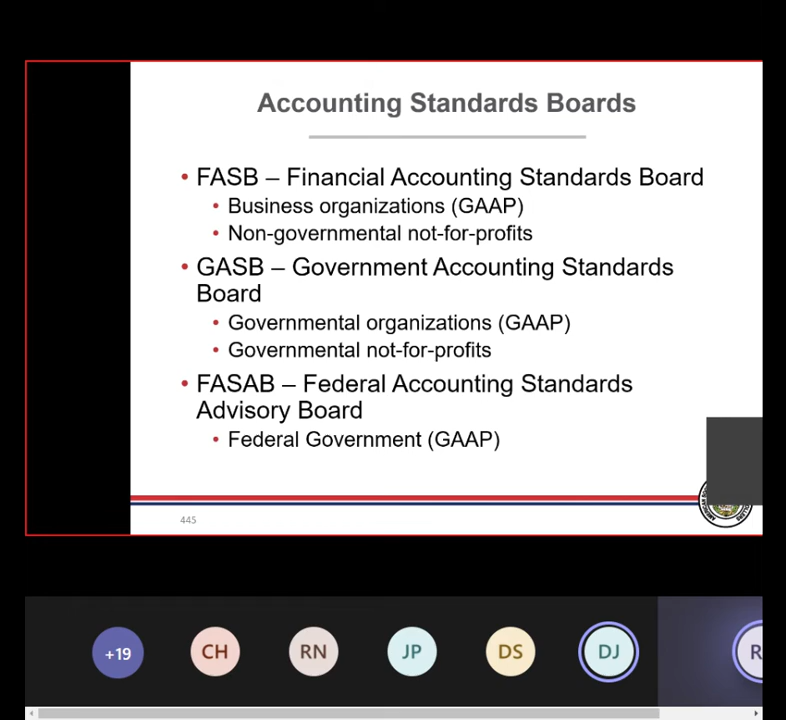 Accounting Standards Boards
• FASB – Financial Accounting Standards Board
• Business organizations (GAAP)
• Non-governmental not-for-profits
• GASB – Government Accounting Standards
Board
• Governmental organizations (GAAP)
• Governmental not-for-profits
• FASAB – Federal Accounting Standards
Advisory Board
• Federal Government (GAAP)
445
+19 CH RN JP DS DJ R